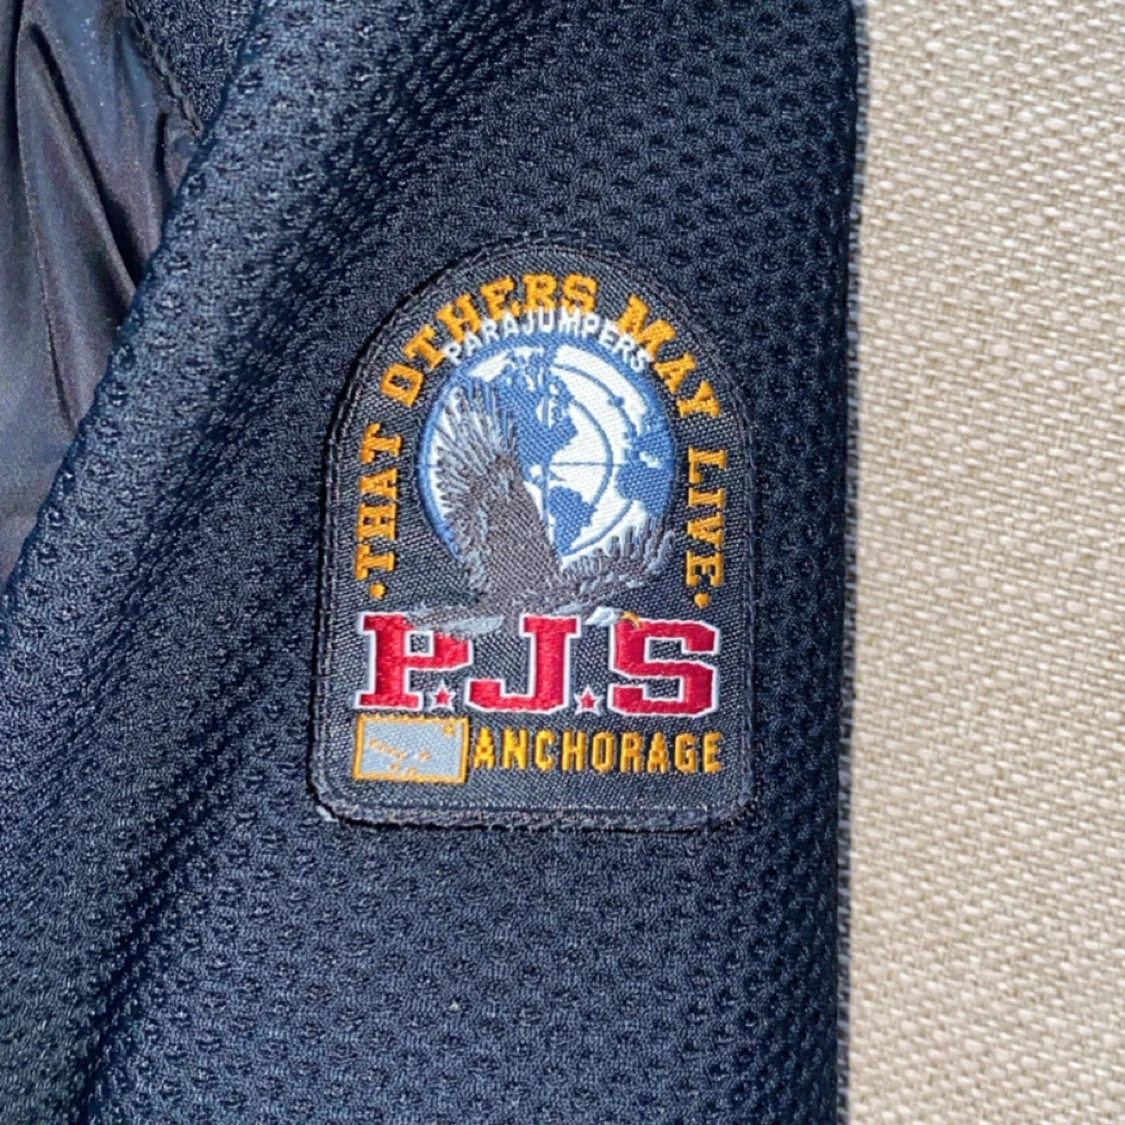 ·THAT OTHERS MAY LIVE·
PARAJUMPERS
P.J.S
ANCHORAGE